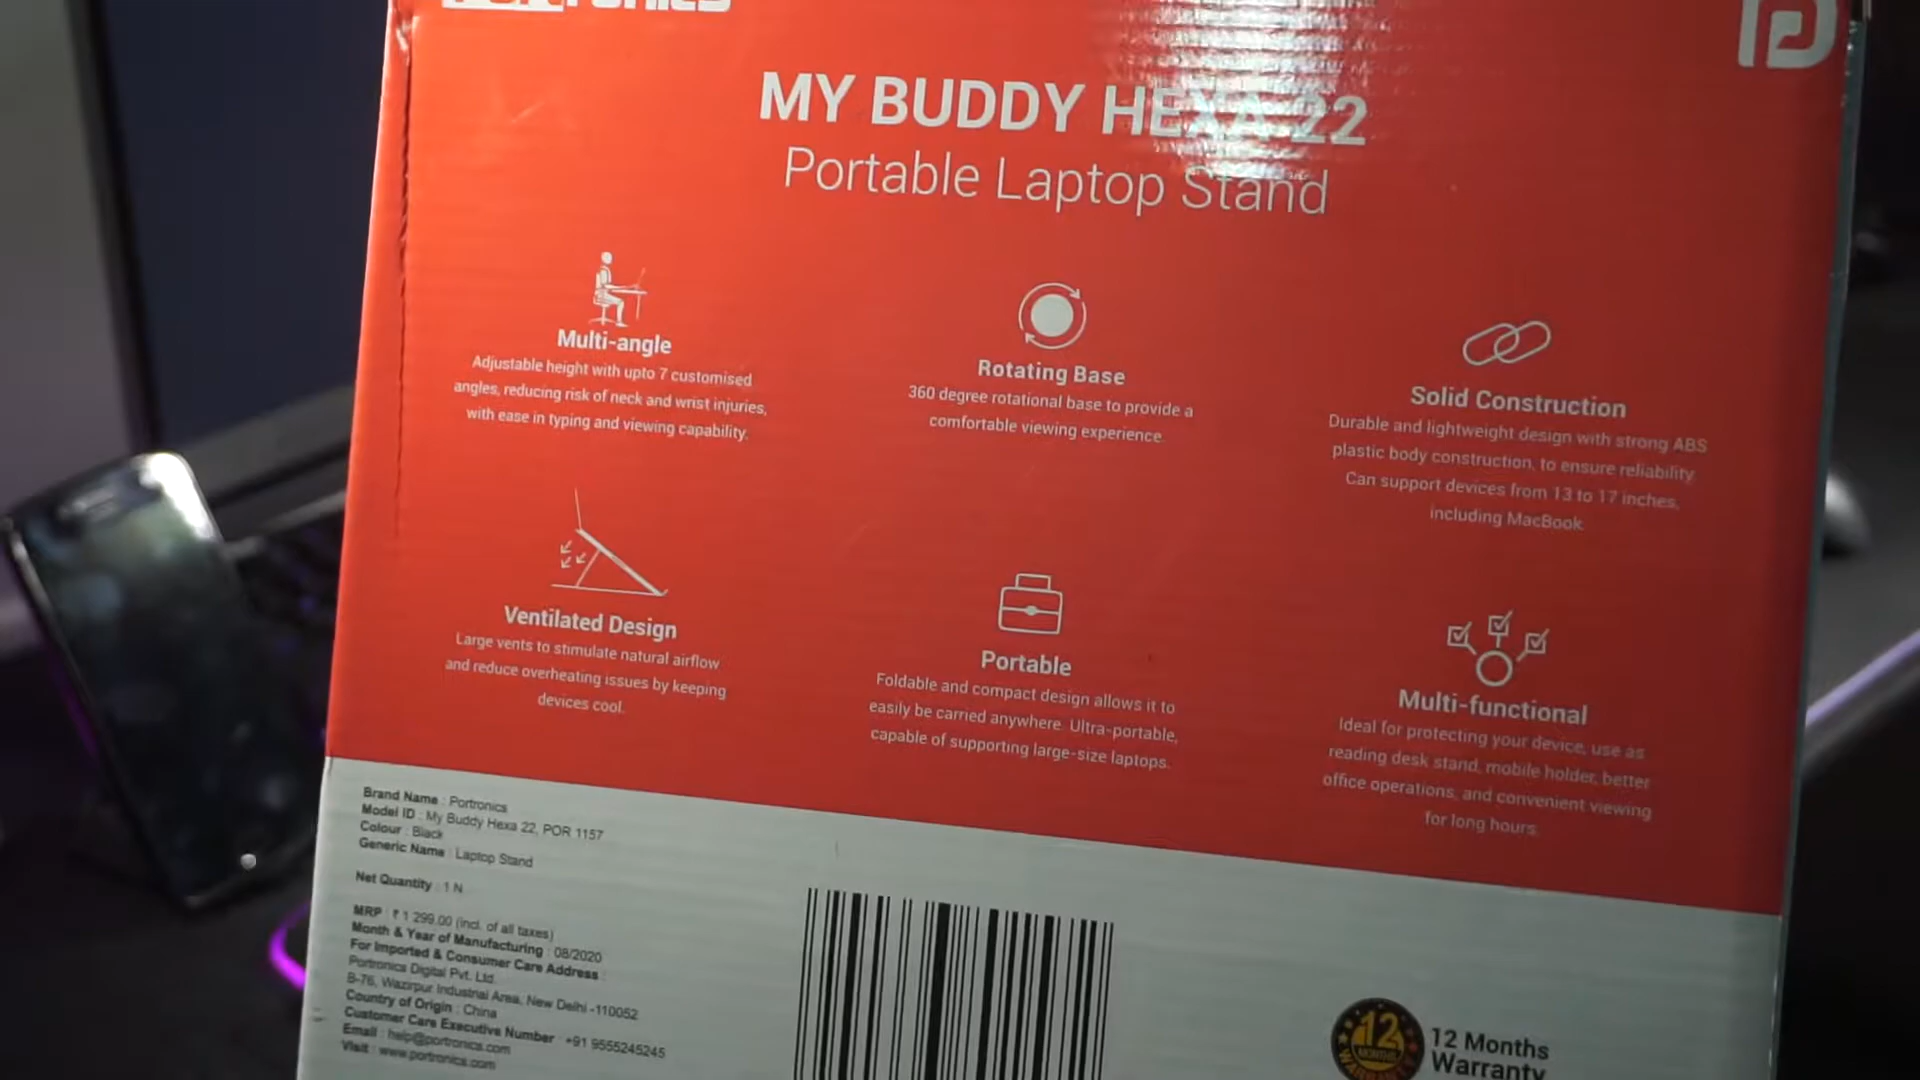 PORTRONICS
MY BUDDY HEXA 22
Portable Laptop Stand
Multi-angle
Adjustable height with upto 7 customised
angles, reducing risk of neck and wrist injuries,
with ease in typing and viewing capability.
Rotating Base
360 degree rotational base to provide a
comfortable viewing experience.
Solid Construction
Durable and lightweight design with strong ABS
plastic body construction, to ensure reliability.
Can support devices from 13 to 17 inches,
including MacBook.
Ventilated Design
Large vents to stimulate natural airflow
and reduce overheating issues by keeping
devices cool.
Portable
Foldable and compact design allows it to
easily be carried anywhere. Ultra-portable,
capable of supporting large-size laptops.
Multi-functional
Ideal for protecting your device, use as
reading desk stand, mobile holder, better
office operations, and convenient viewing
for long hours.
Brand Name : Portronics
Model ID : My Buddy Hexa 22, POR 1157
Colour : Black
Generic Name : Laptop Stand
Net Quantity : 1 N
MRP : ₹ 1 299.00 (incl. of all taxes)
Month & Year of Manufacturing : 08/2020
For Imported & Consumer Care Address :
Portronics Digital Pvt. Ltd.
B-76, Wazirpur Industrial Area, New Delhi -110052
Country of Origin : China
Customer Care Executive Number : +91 9555245245
Email : help@portronics.com
Visit : www.portronics.com
12
MONTHS
WARRANTY
12 Months
Warranty